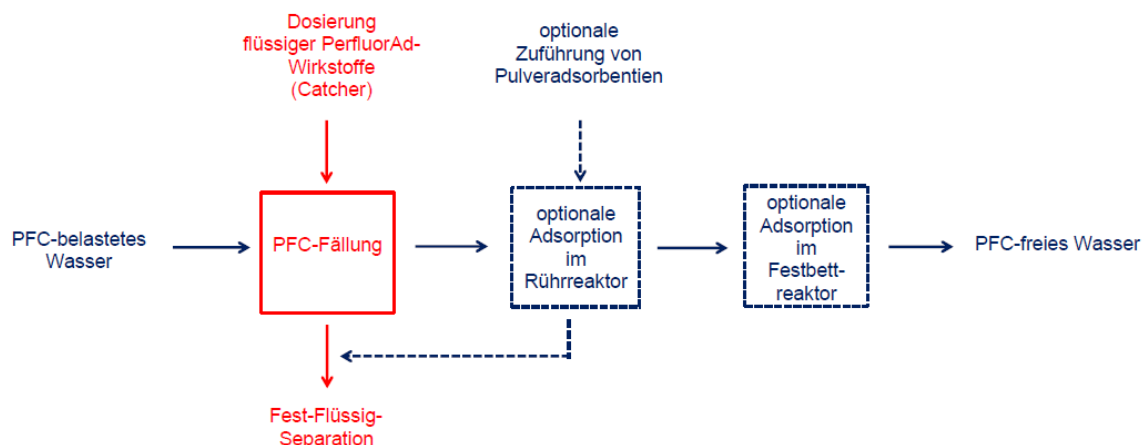 Dosierung
flüssiger PerfluorAd-
Wirkstoffe
(Catcher)
optionale
Zuführung von
Pulveradsorbentien
PFC-belastetes
Wasser
PFC-Fällung
optionale
Adsorption
im
Rührreaktor
optionale
Adsorption
im
Festbett-
reaktor
PFC-freies Wasser
Fest-Flüssig-
Separation